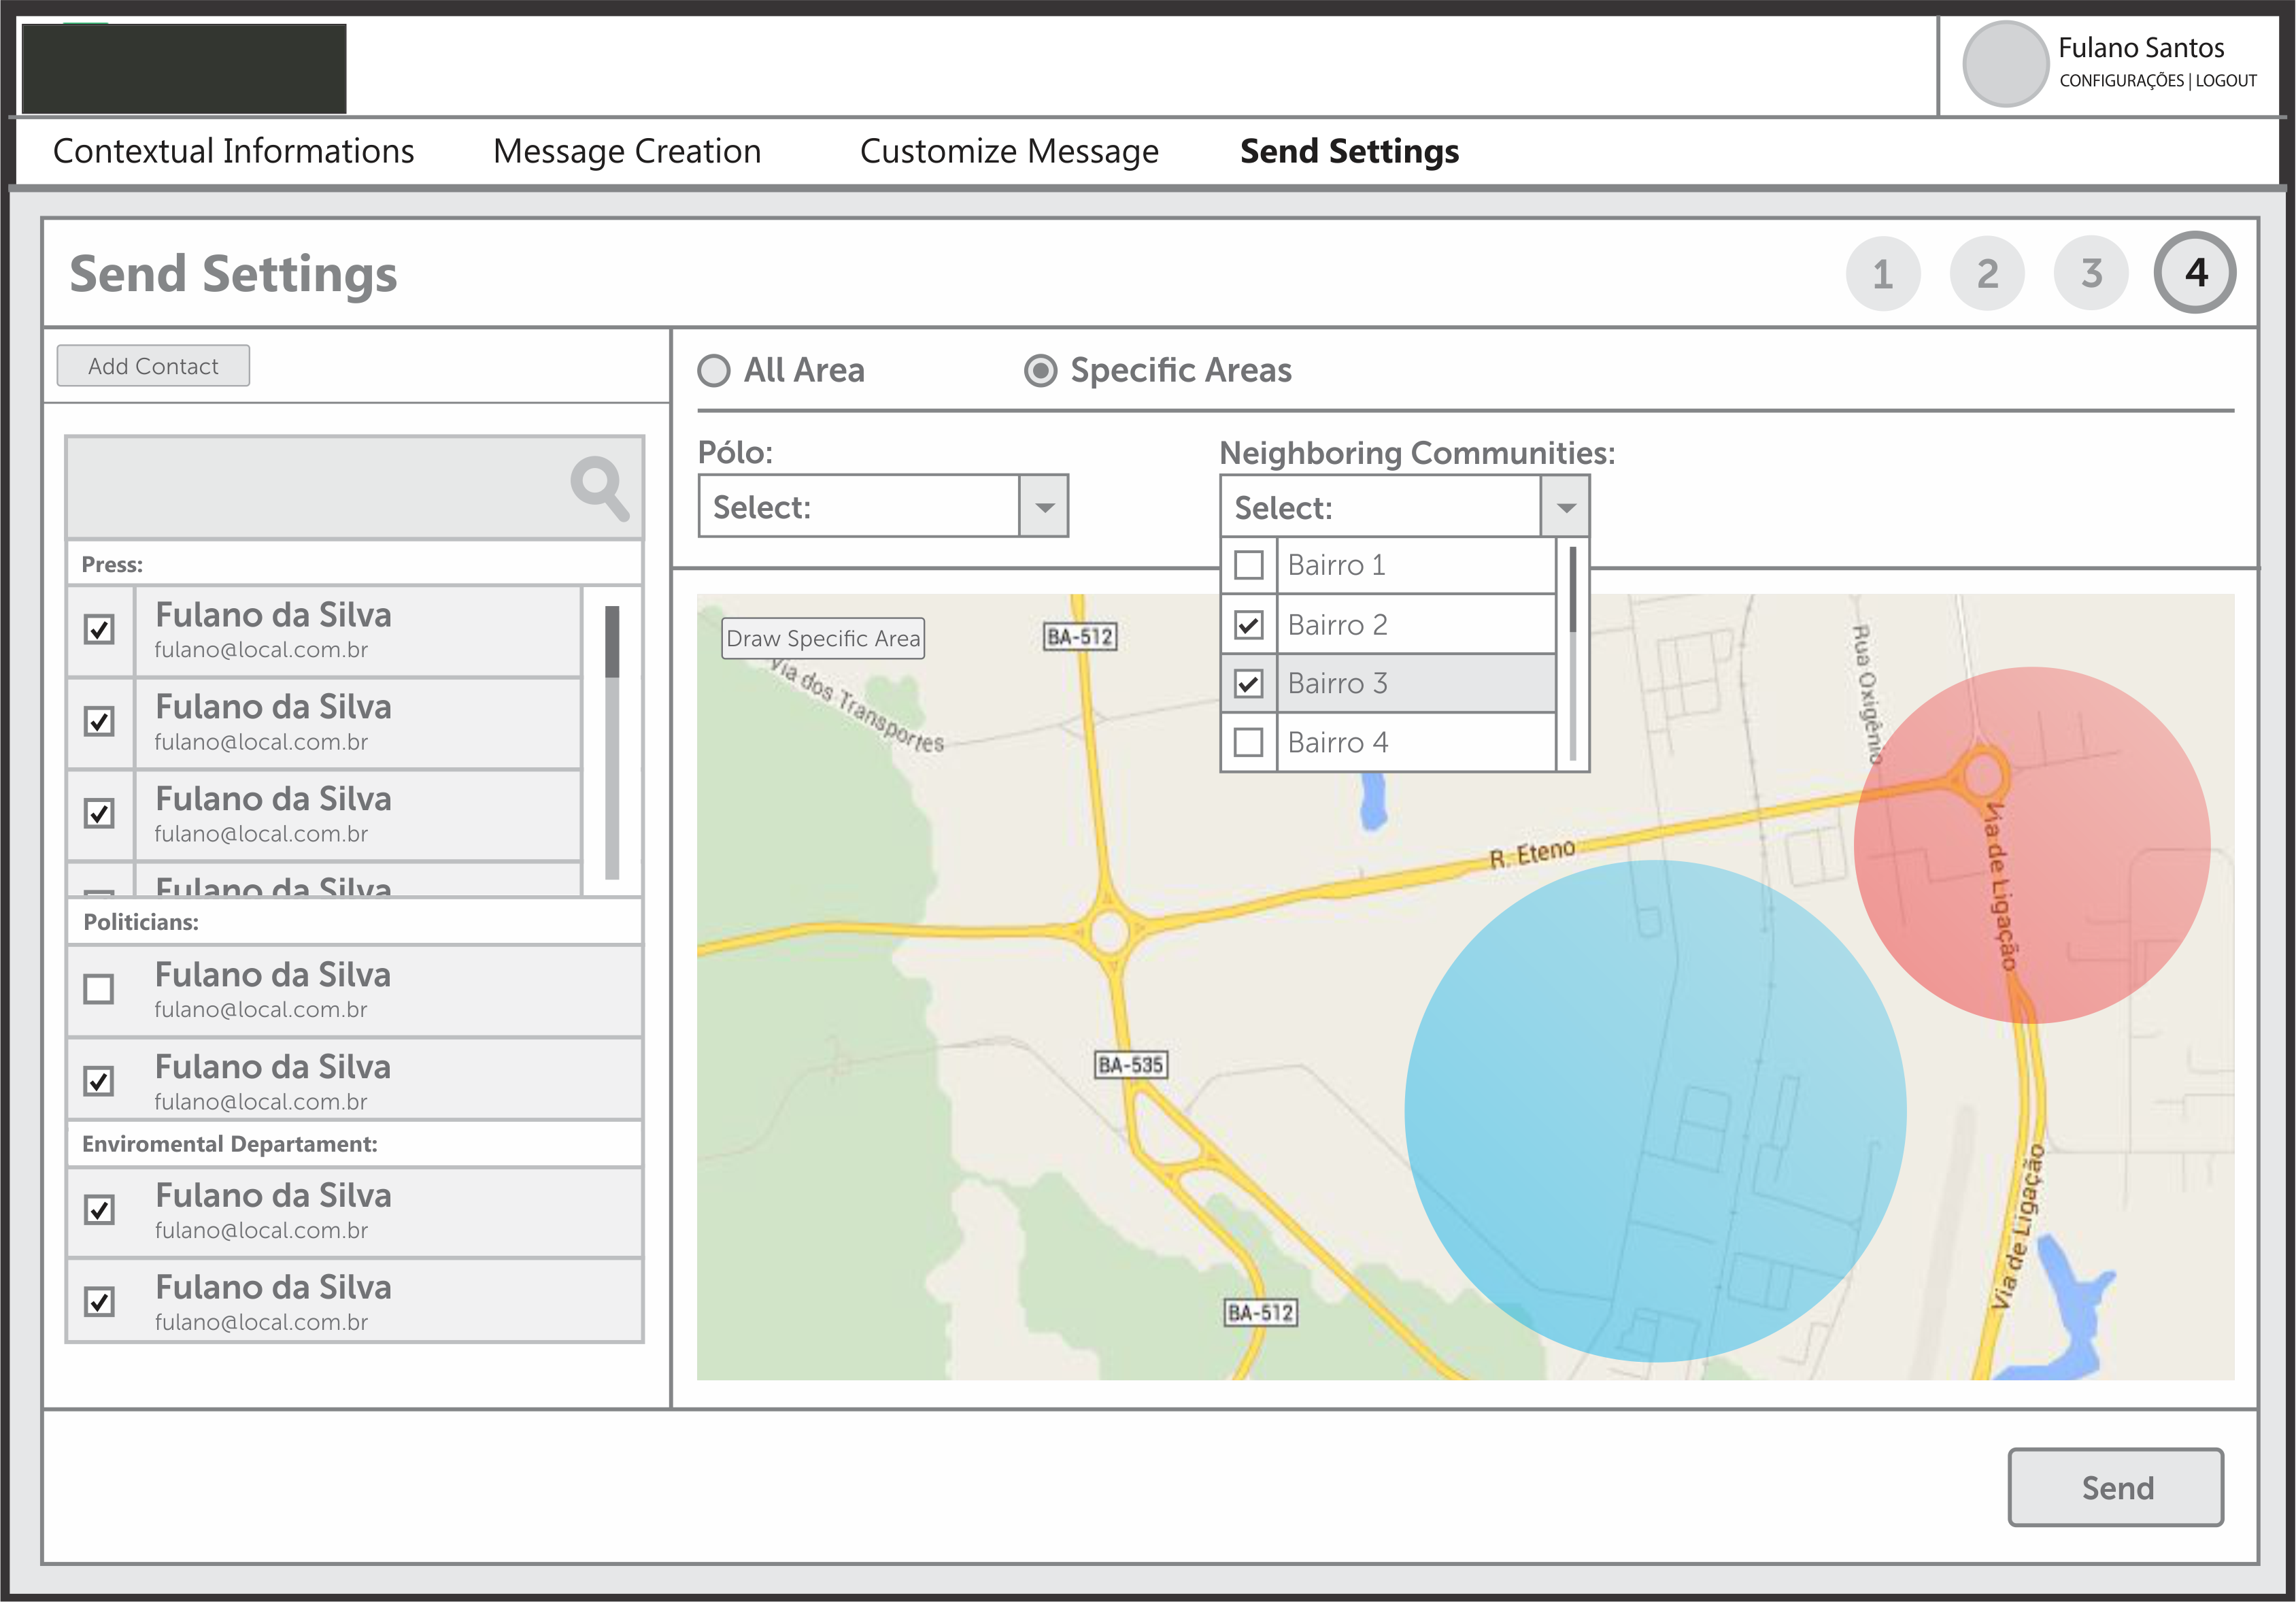 Fulano Santos
CONFIGURAÇÕES | LOGOUT
Contextual Informations
Message Creation
Customize Message
Send Settings
Send Settings
1
2
3
4
Add Contact
Press:
Fulano da Silva
fulano@local.com.br
Fulano da Silva
fulano@local.com.br
Fulano da Silva
fulano@local.com.br
Fulano da Silva
Politicians:
Fulano da Silva
fulano@local.com.br
Fulano da Silva
fulano@local.com.br
Enviromental Departament:
Fulano da Silva
fulano@local.com.br
Fulano da Silva
fulano@local.com.br
All Area
Specific Areas
Pólo:
Select:
Neighboring Communities:
Select:
Bairro 1
Bairro 2
Bairro 3
Bairro 4
Draw Specific Area
Via dos Transportes
BA-512
Rua Oxigênio
R. Eteno
Via de Ligação
BA-535
Via de Ligação
BA-512
Send